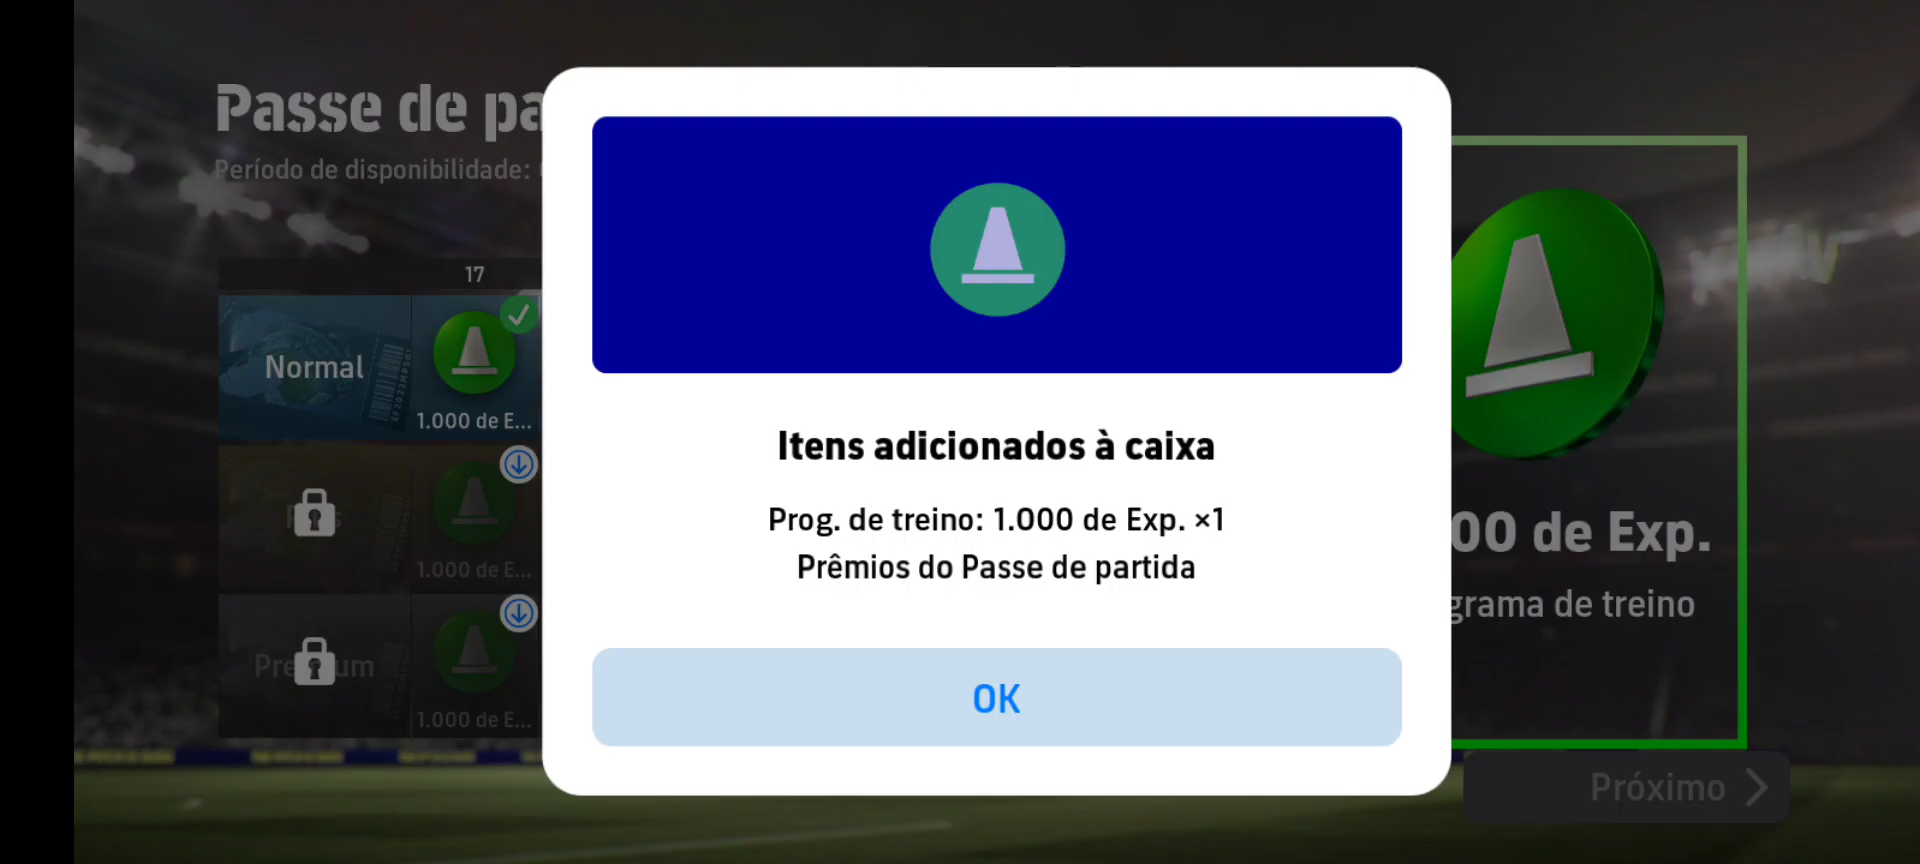 Passe de pa
Período de disponibilidade:
17
Normal
1.000 de E...
1.000 de E...
Pre um
1.000 de E...
Itens adicionados à caixa
Prog. de treino: 1.000 de Exp. ×1
Prêmios do Passe de partida
OK
00 de Exp.
grama de treino
Próximo